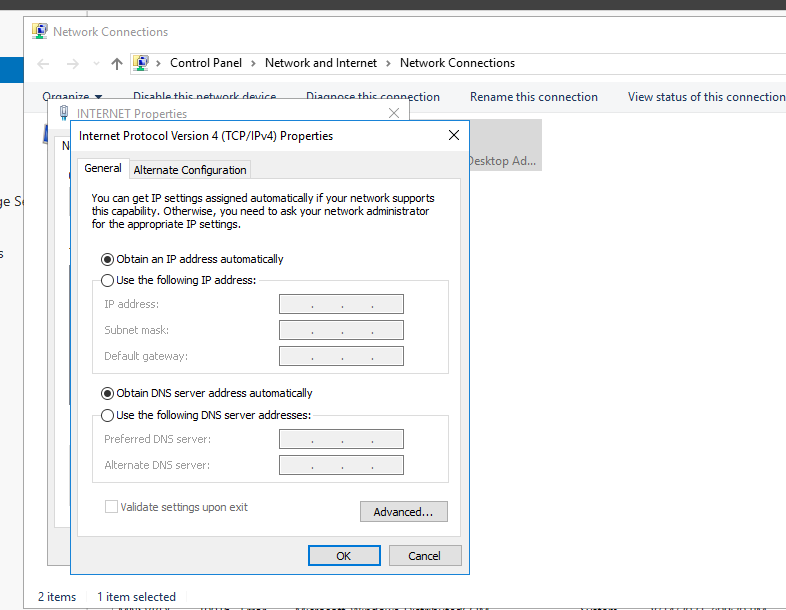 Network Connections
Control Panel > Network and Internet > Network Connections
Organize Disable this network device Diagnose this connection Rename this connection View status of this connection
INTERNET Properties
Internet Protocol Version 4 (TCP/IPv4) Properties
General Alternate Configuration
Desktop Ad...
You can get IP settings assigned automatically if your network supports
this capability. Otherwise, you need to ask your network administrator
for the appropriate IP settings.
Obtain an IP address automatically
Use the following IP address:
IP address:
Subnet mask:
Default gateway:
Obtain DNS server address automatically
Use the following DNS server addresses:
Preferred DNS server:
Alternate DNS server:
Validate settings upon exit
Advanced...
OK Cancel
2 items 1 item selected